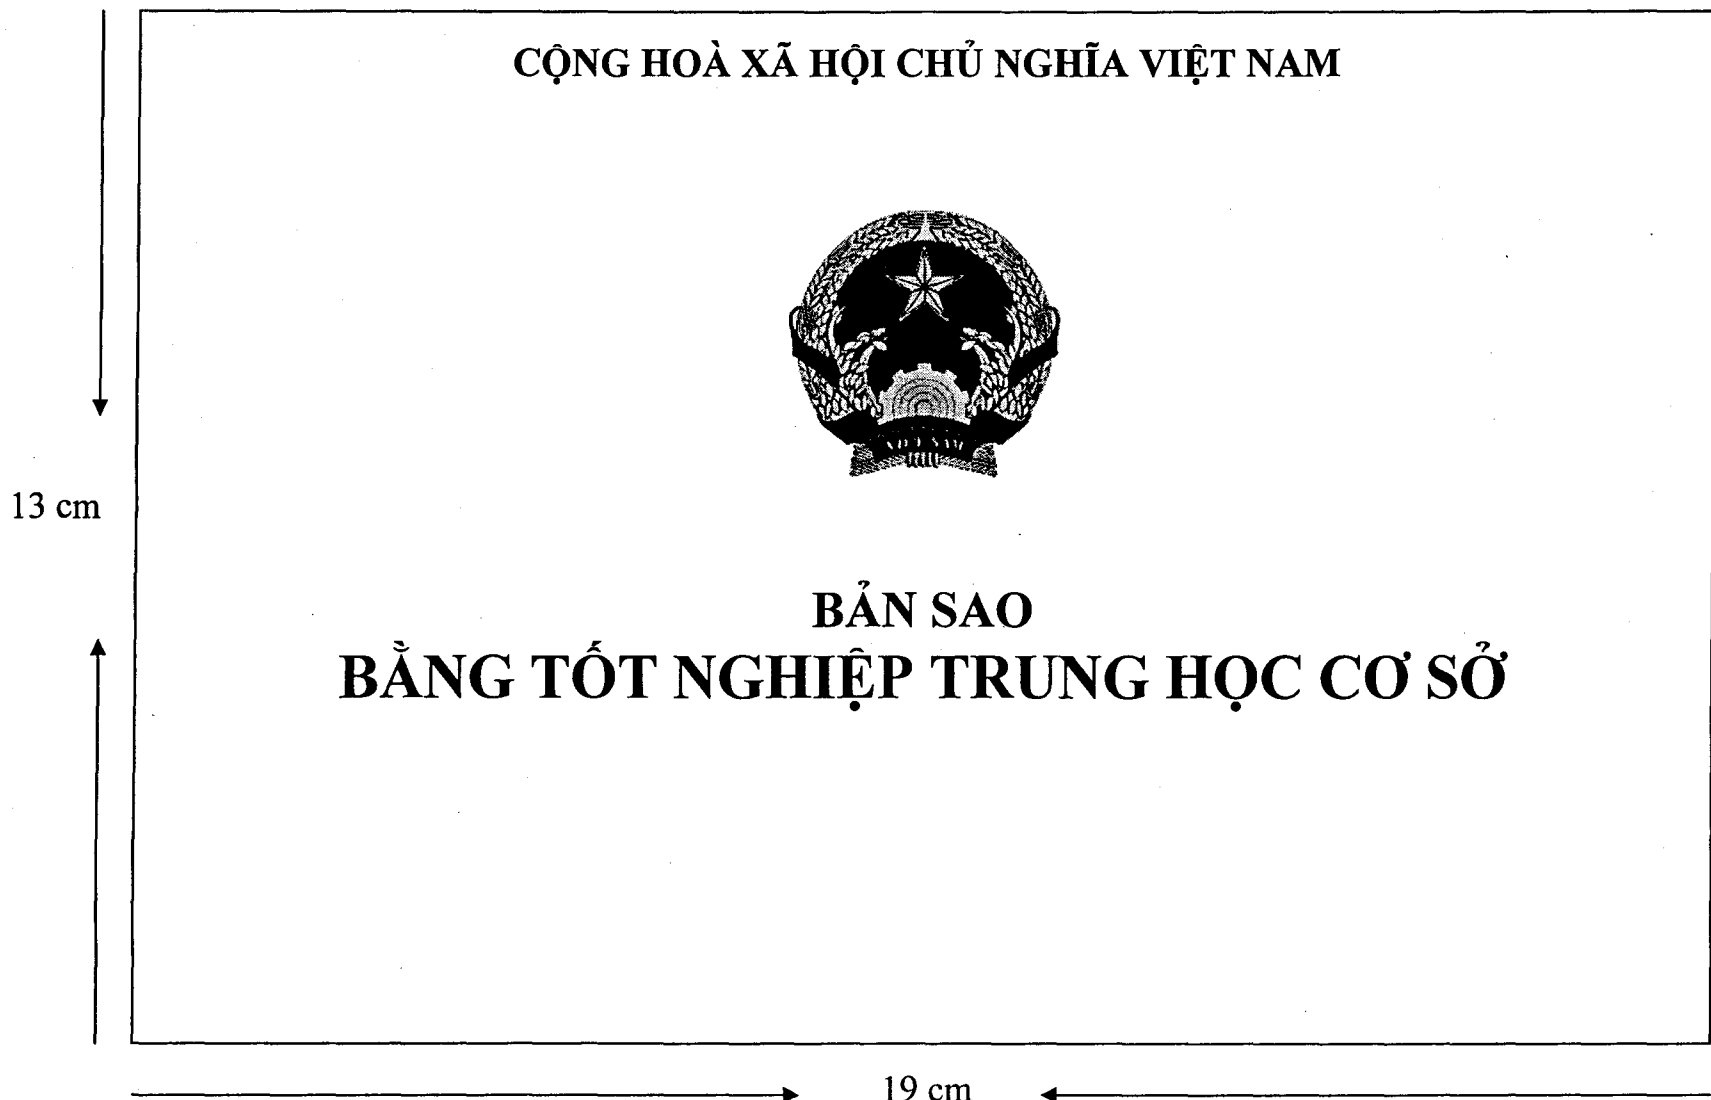 CỘNG HOÀ XÃ HỘI CHỦ NGHĨA VIỆT NAM
13 cm
BẢN SAO
BẰNG TỐT NGHIỆP TRUNG HỌC CƠ SỞ
19 cm